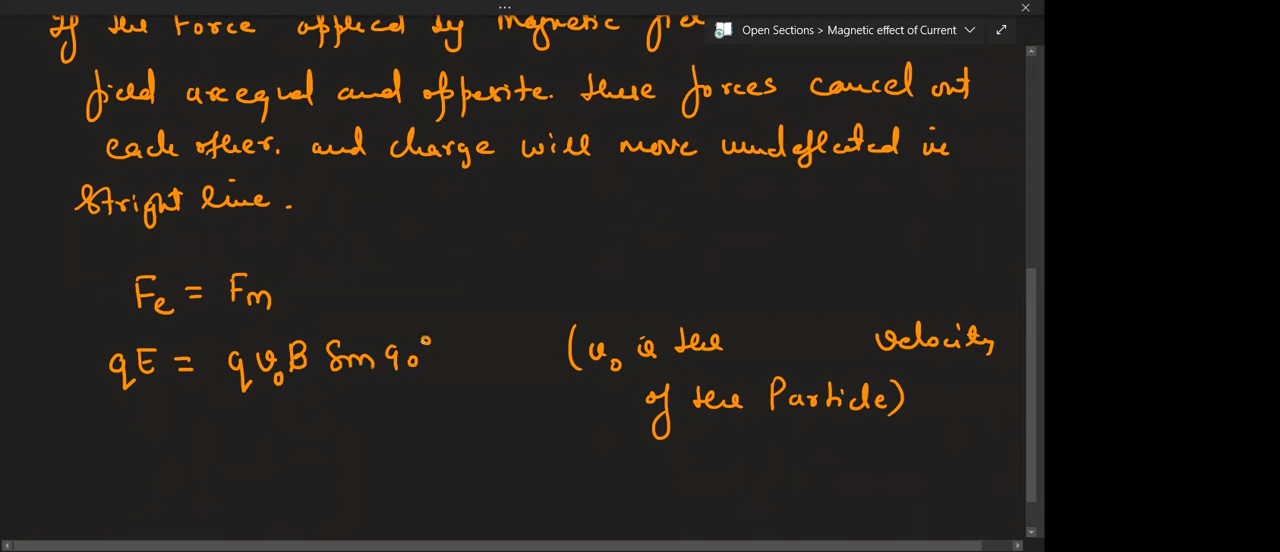 Open Sections > Magnetic effect of Current
If the Force applied by Magnetic
field are equal and opposite. these forces cancel out
each other. and charge will move undeflected in
Stright line.
Fe = Fm
qE = qv₀B Sin 90°
(v₀ is the velocity
of the Particle)